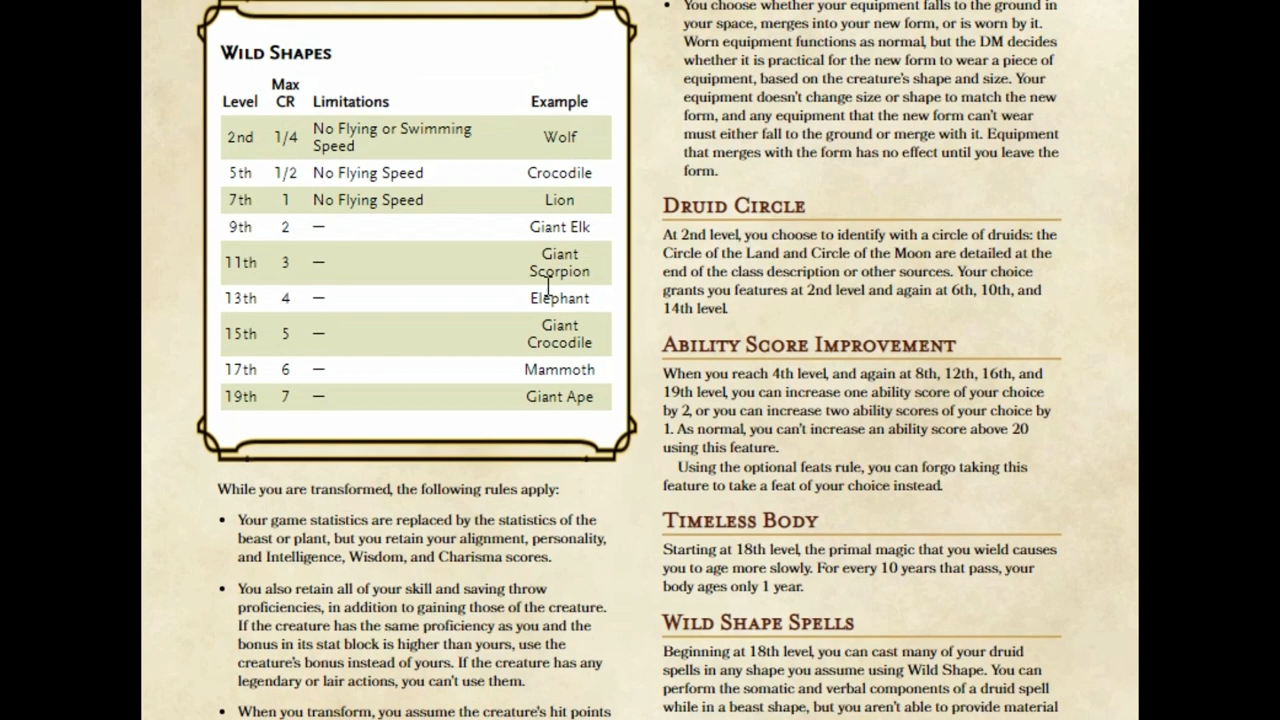 Wild Shapes
Max
Level CR Limitations Example
2nd 1/4 No Flying or Swimming Speed Wolf
5th 1/2 No Flying Speed Crocodile
7th 1 No Flying Speed Lion
9th 2 — Giant Elk
11th 3 — Giant Scorpion
13th 4 — Elephant
15th 5 — Giant Crocodile
17th 6 — Mammoth
19th 7 — Giant Ape
While you are transformed, the following rules apply:
• Your game statistics are replaced by the statistics of the
beast or plant, but you retain your alignment, personality,
and Intelligence, Wisdom, and Charisma scores.
• You also retain all of your skill and saving throw
proficiencies, in addition to gaining those of the creature.
If the creature has the same proficiency as you and the
bonus in its stat block is higher than yours, use the
creature's bonus instead of yours. If the creature has any
legendary or lair actions, you can't use them.
• When you transform, you assume the creature's hit points
• You choose whether your equipment falls to the ground in
your space, merges into your new form, or is worn by it.
Worn equipment functions as normal, but the DM decides
whether it is practical for the new form to wear a piece of
equipment, based on the creature's shape and size. Your
equipment doesn't change size or shape to match the new
form, and any equipment that the new form can't wear
must either fall to the ground or merge with it. Equipment
that merges with the form has no effect until you leave the
form.
Druid Circle
At 2nd level, you choose to identify with a circle of druids: the
Circle of the Land and Circle of the Moon are detailed at the
end of the class description or other sources. Your choice
grants you features at 2nd level and again at 6th, 10th, and
14th level.
Ability Score Improvement
When you reach 4th level, and again at 8th, 12th, 16th, and
19th level, you can increase one ability score of your choice
by 2, or you can increase two ability scores of your choice by
1. As normal, you can't increase an ability score above 20
using this feature.
Using the optional feats rule, you can forgo taking this
feature to take a feat of your choice instead.
Timeless Body
Starting at 18th level, the primal magic that you wield causes
you to age more slowly. For every 10 years that pass, your
body ages only 1 year.
Wild Shape Spells
Beginning at 18th level, you can cast many of your druid
spells in any shape you assume using Wild Shape. You can
perform the somatic and verbal components of a druid spell
while in a beast shape, but you aren't able to provide material